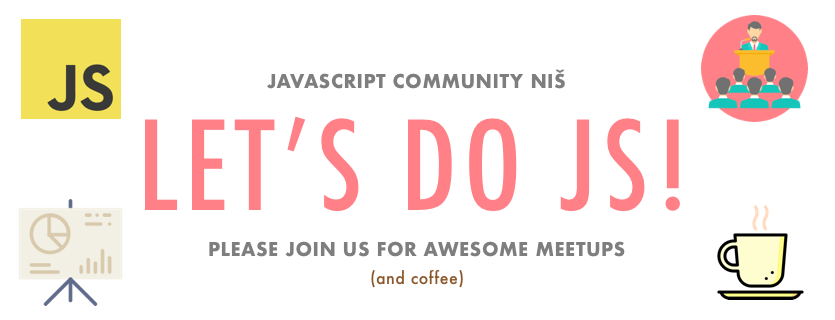 JS
JAVASCRIPT COMMUNITY NIŠ
LET'S DO JS!
PLEASE JOIN US FOR AWESOME MEETUPS
(and coffee)